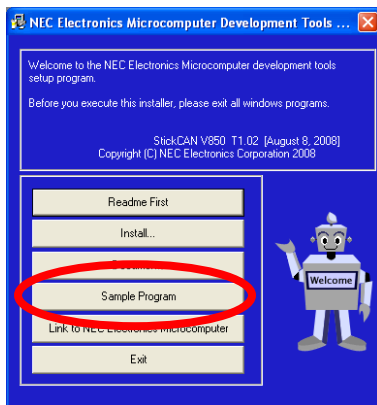 NEC Electronics Microcomputer Development Tools ...
Welcome to the NEC Electronics Microcomputer development tools
setup program.
Before you execute this installer, please exit all windows programs.
StickCAN V850 T1.02 [August 8, 2008]
Copyright (C) NEC Electronics Corporation 2008
Readme First
Install...
Sample Program
Welcome
Link to NEC Electronics Microcomputer
Exit